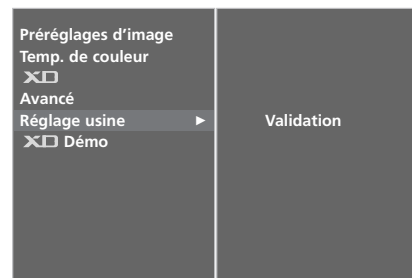 Préréglages d'image
Temp. de couleur
XD
Avancé
Réglage usine ► Validation
XD Démo